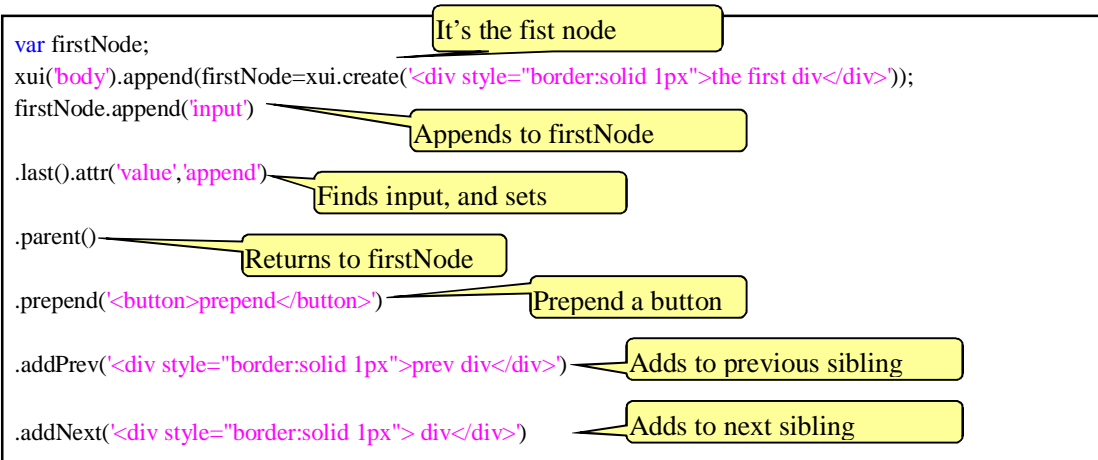 It's the fist node
var firstNode;
xui('body').append(firstNode=xui.create('<div style="border:solid 1px">the first div</div>'));
firstNode.append('input')
Appends to firstNode
.last().attr('value','append')
Finds input, and sets
.parent()
Returns to firstNode
.prepend('<button>prepend</button>')
Prepend a button
.addPrev('<div style="border:solid 1px">prev div</div>')
Adds to previous sibling
.addNext('<div style="border:solid 1px"> div</div>')
Adds to next sibling